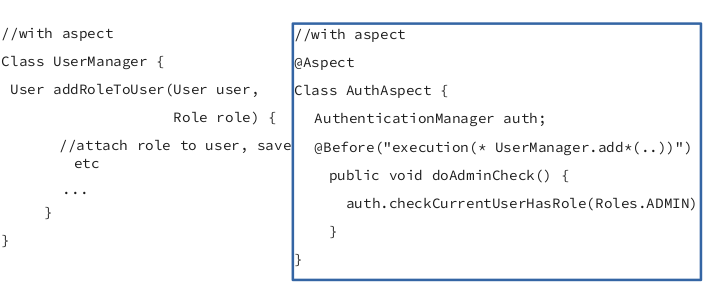 //with aspect
Class UserManager {
User addRoleToUser(User user,
Role role) {
//attach role to user, save
etc
...
}
}
//with aspect
@Aspect
Class AuthAspect {
AuthenticationManager auth;
@Before("execution(* UserManager.add*(..))")
public void doAdminCheck() {
auth.checkCurrentUserHasRole(Roles.ADMIN)
}
}